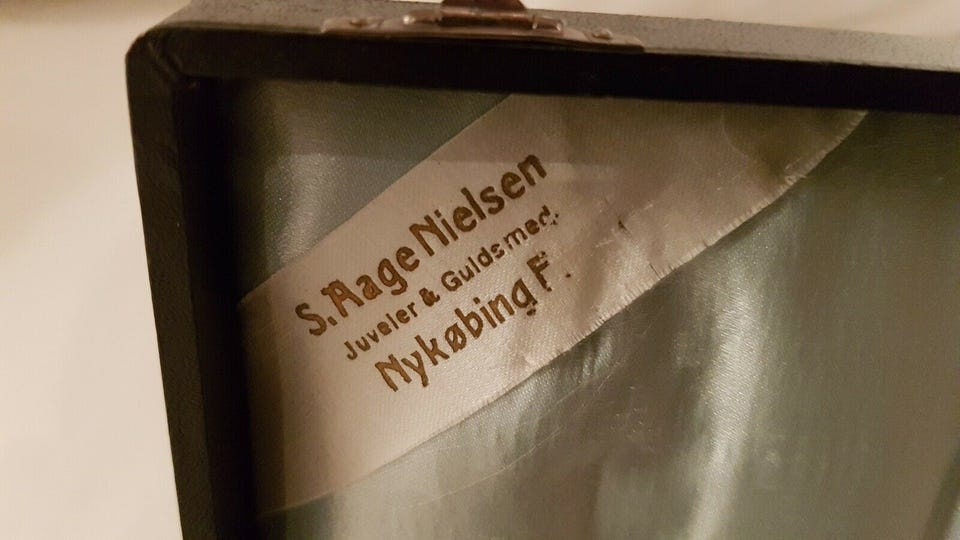 S. Aage Nielsen
Juveler & Guldsmed.
Nykøbing F.